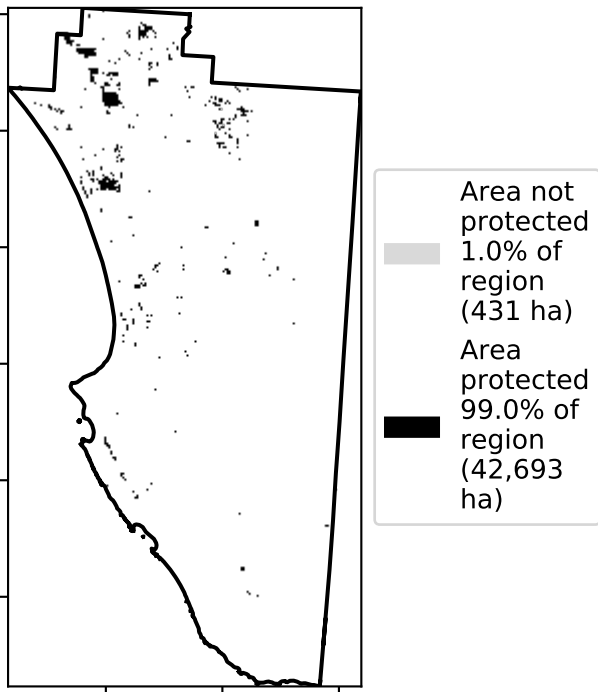 Area not
protected
1.0% of
region
(431 ha)
Area
protected
99.0% of
region
(42,693
ha)